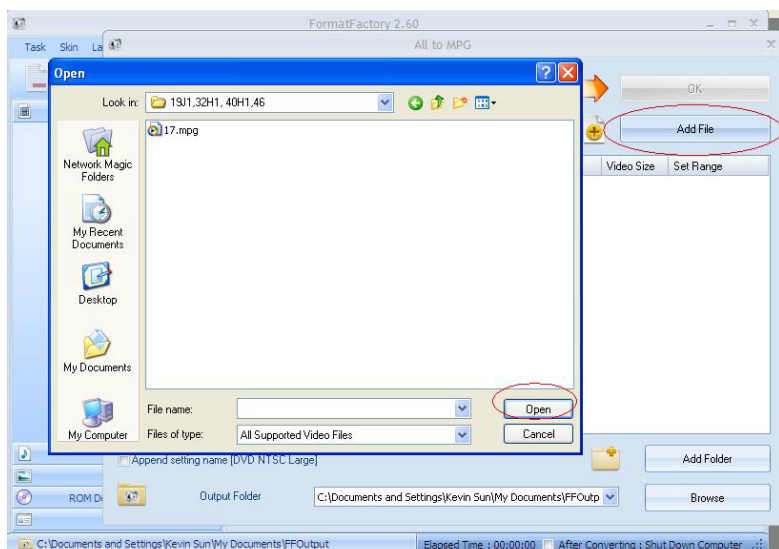 FormatFactory 2.60
Task Skin La
All to MPG
Open
Look in: 19J1,32H1, 40H1,46
OK
Add File
17.mpg
Video Size Set Range
Network Magic Folders
My Recent Documents
Desktop
My Documents
My Computer
File name:
Open
Files of type: All Supported Video Files
Cancel
Append setting name [DVD NTSC Large]
Add Folder
ROM D
Output Folder
C:\Documents and Settings\Kevin Sun\My Documents\FFOutp
Browse
C:\Documents and Settings\Kevin Sun\My Documents\FFOutput
Elapsed Time : 00:00:00
After Converting : Shut Down Computer